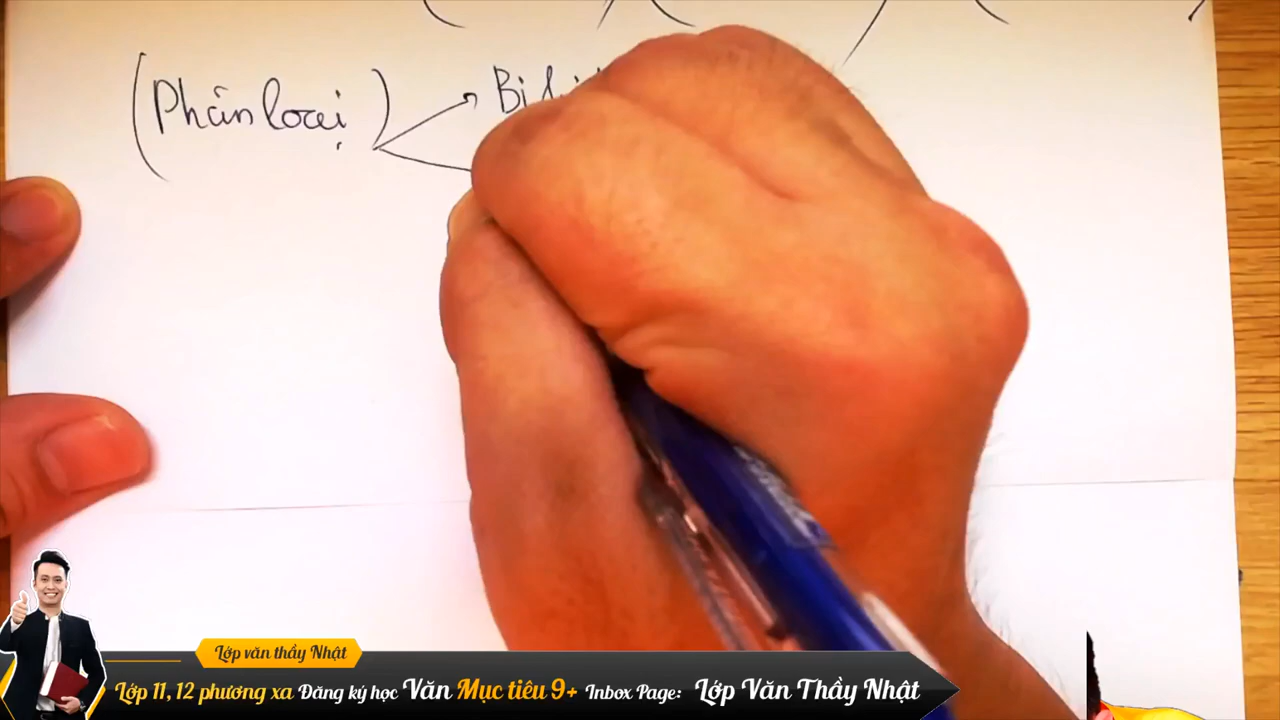 (Phân loại) Bi
Lớp văn thầy Nhật
Lớp 11, 12 phương xa Đăng ký học Văn Mục tiêu 9+ Inbox Page: Lớp Văn Thầy Nhật